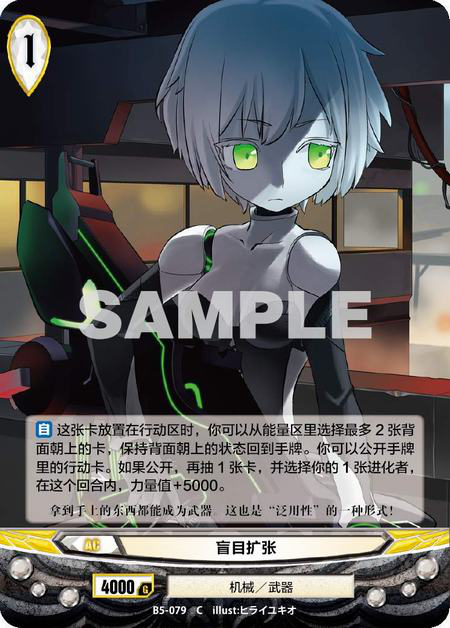 1
SAMPLE
自 这张卡放置在行动区时，你可以从能量区里选择最多2张背
面朝上的卡，保持背面朝上的状态回到手牌。你可以公开手牌
里的行动卡。如果公开，再抽1张卡，并选择你的1张进化者，
在这个回合内，力量值+5000。
拿到手上的东西都能成为武器 这也是“泛用性”的一种形式！
AC 盲目扩张
4000 G 机械／武器
B5-079 C illust:ヒライユキオ